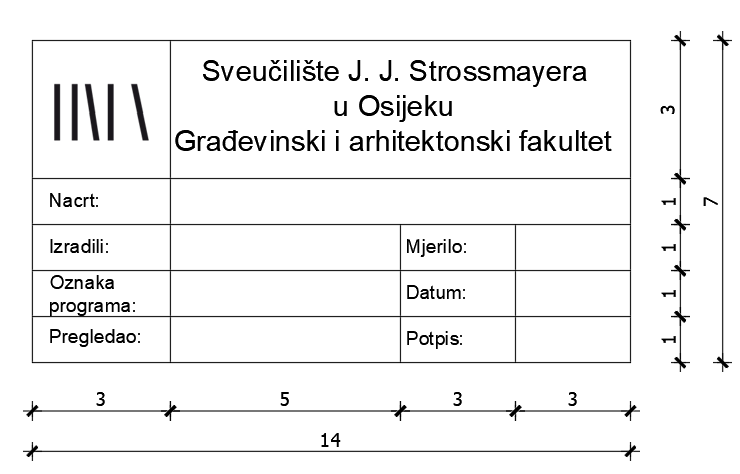 Sveučilište J. J. Strossmayera
u Osijeku
Građevinski i arhitektonski fakultet
Nacrt:
Izradili:
Mjerilo:
Oznaka
programa:
Datum:
Pregledao:
Potpis:
3
1
1
1
1
7
3
5
3
3
14